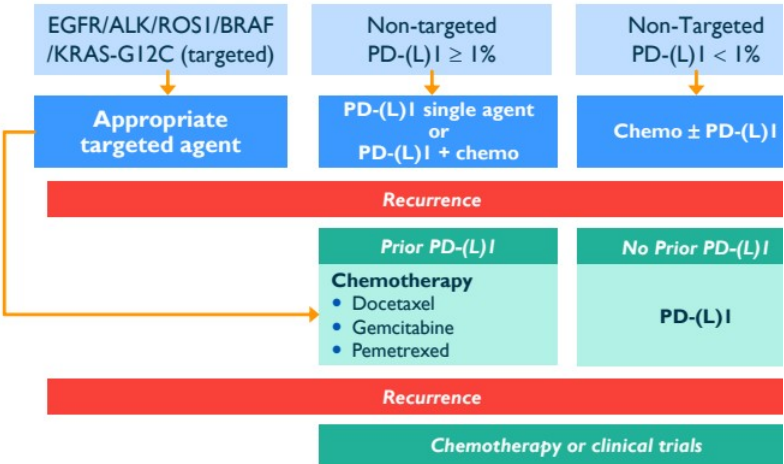 EGFR/ALK/ROS1/BRAF
/KRAS-G12C (targeted)
Non-targeted
PD-(L)1 ≥ 1%
Non-Targeted
PD-(L)1 < 1%
Appropriate
targeted agent
PD-(L)1 single agent
or
PD-(L)1 + chemo
Chemo ± PD-(L)1
Recurrence
Prior PD-(L)1
No Prior PD-(L)1
Chemotherapy
• Docetaxel
• Gemcitabine
• Pemetrexed
PD-(L)1
Recurrence
Chemotherapy or clinical trials